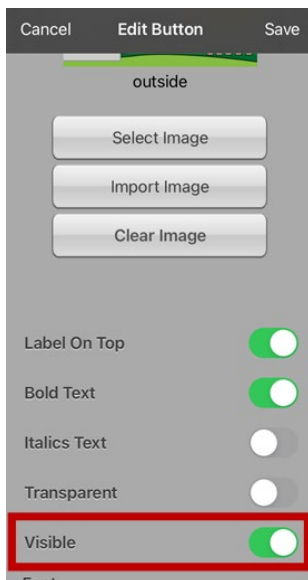 Cancel Edit Button Save
outside
Select Image
Import Image
Clear Image
Label On Top
Bold Text
Italics Text
Transparent
Visible